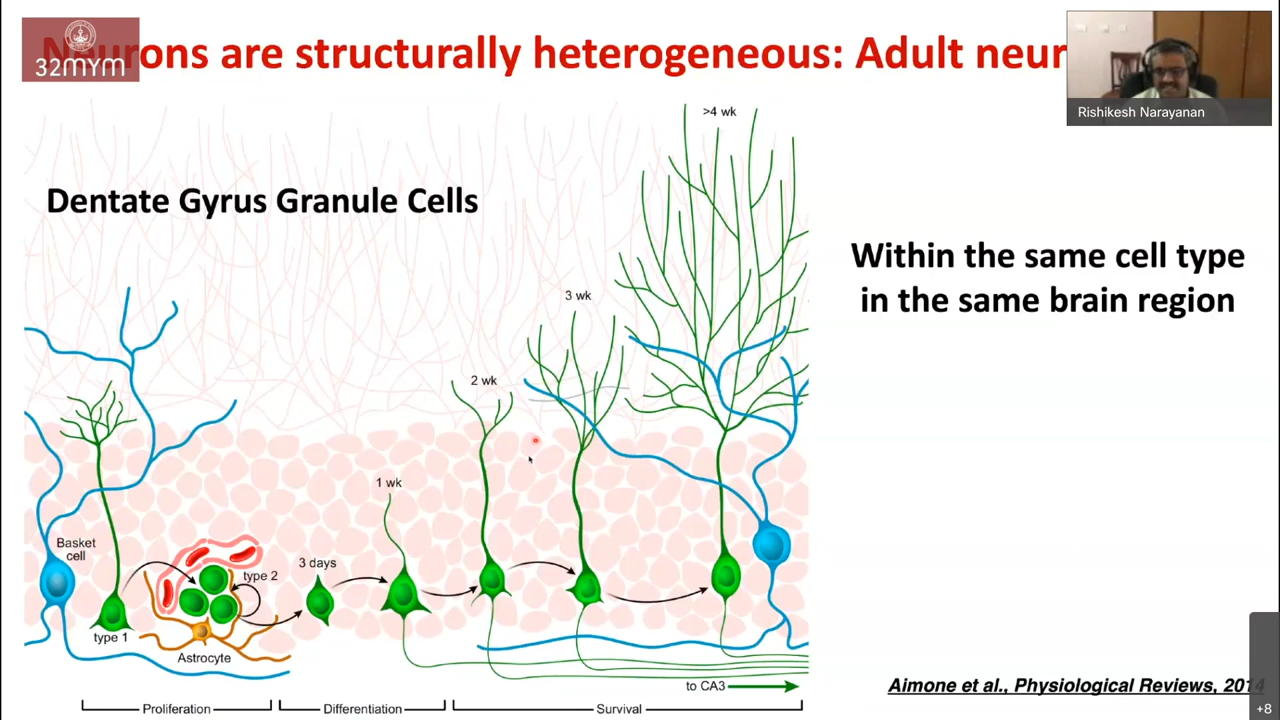 Neurons are structurally heterogeneous: Adult neur
32MYM
Rishikesh Narayanan
>4 wk
Dentate Gyrus Granule Cells
Within the same cell type
in the same brain region
3 wk
2 wk
1 wk
Basket
cell
3 days
type 2
type 1
Astrocyte
to CA3
Aimone et al., Physiological Reviews, 2014
+8
Proliferation
Differentiation
Survival